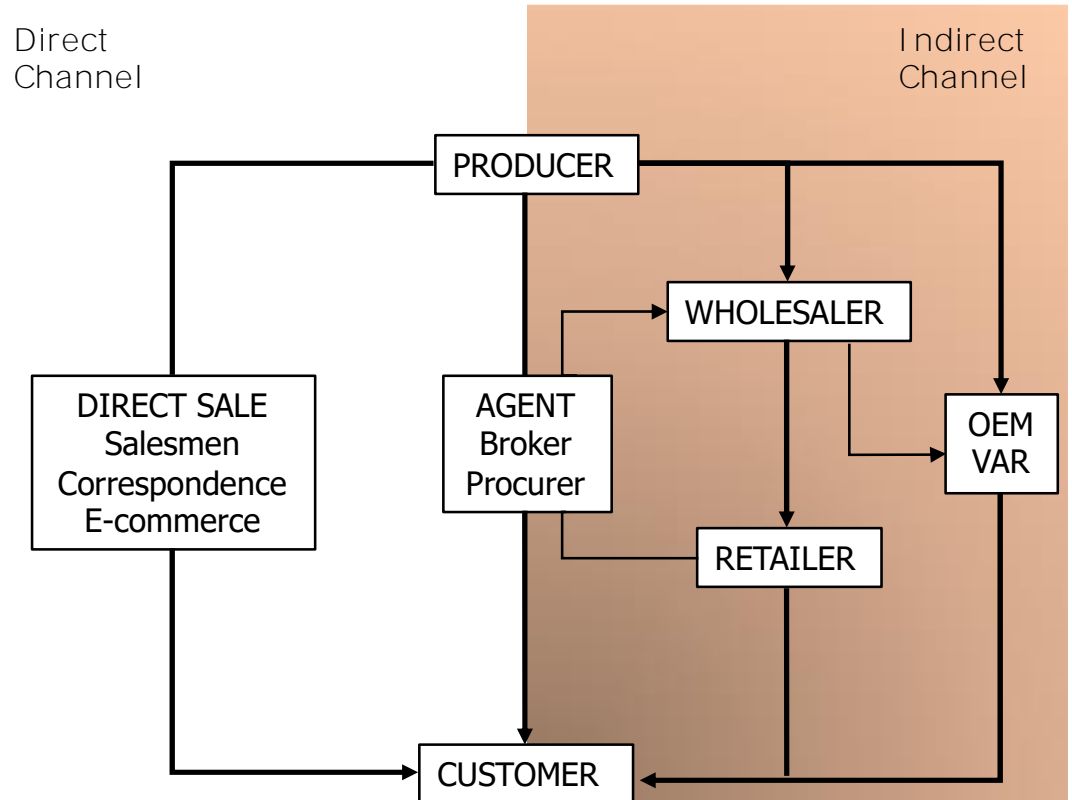 Direct
Channel
Indirect
Channel
PRODUCER
WHOLESALER
DIRECT SALE
Salesmen
Correspondence
E-commerce
AGENT
Broker
Procurer
OEM
VAR
RETAILER
CUSTOMER